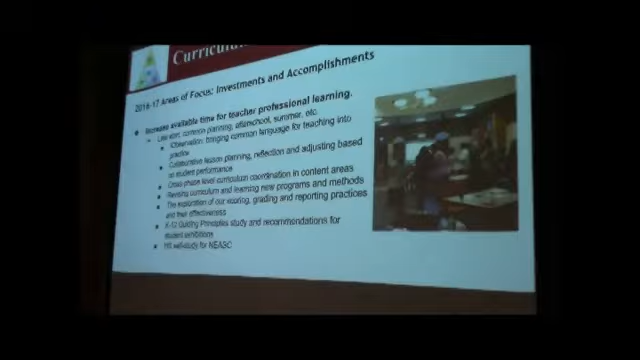 2016-17 Areas of Focus: Investments and Accomplishments
Increase available time for teacher professional learning.
Late start, common planning, afterschool, summer, etc.
Observation: bringing common language for teaching into
practice
Collaborative lesson planning, reflection and adjusting based
on student performance
Cross phase level curriculum coordination in content areas
Revising curriculum and learning new programs and methods
The exploration of our scoring, grading and reporting practices
and their effectiveness
K-12 Guiding Principles study and recommendations for
student exhibitions
HS self-study for NEASC